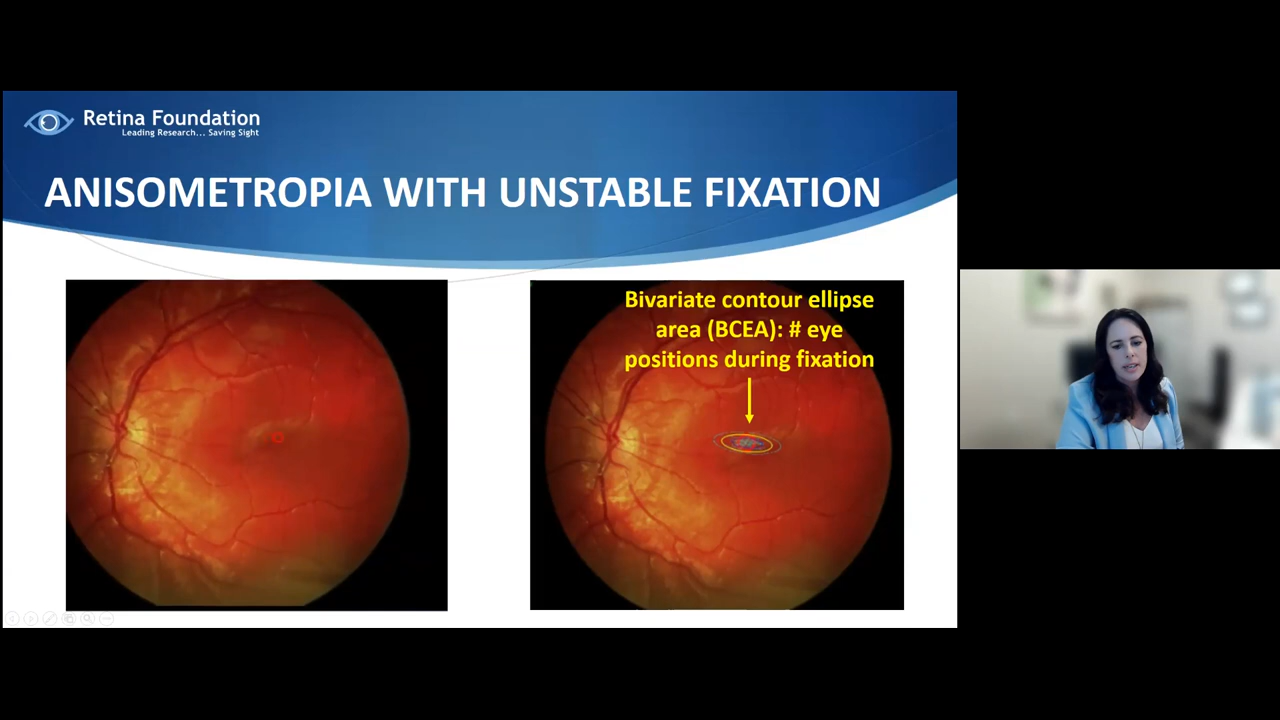 Retina Foundation
Leading Research... Saving Sight
ANISOMETROPIA WITH UNSTABLE FIXATION
Bivariate contour ellipse
area (BCEA): # eye
positions during fixation